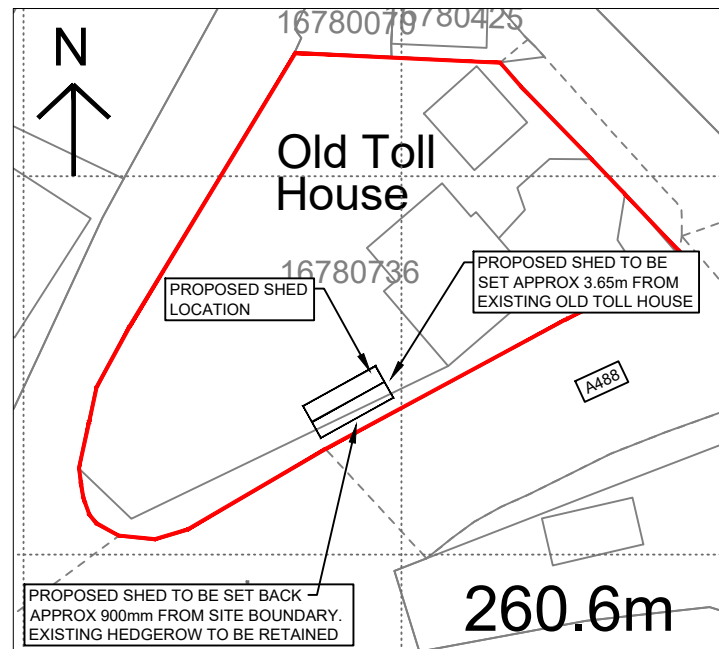 16780070
16780425
N
Old Toll
House
16780736
PROPOSED SHED
LOCATION
PROPOSED SHED TO BE
SET APPROX 3.65m FROM
EXISTING OLD TOLL HOUSE
A488
PROPOSED SHED TO BE SET BACK
APPROX 900mm FROM SITE BOUNDARY.
EXISTING HEDGEROW TO BE RETAINED
260.6m